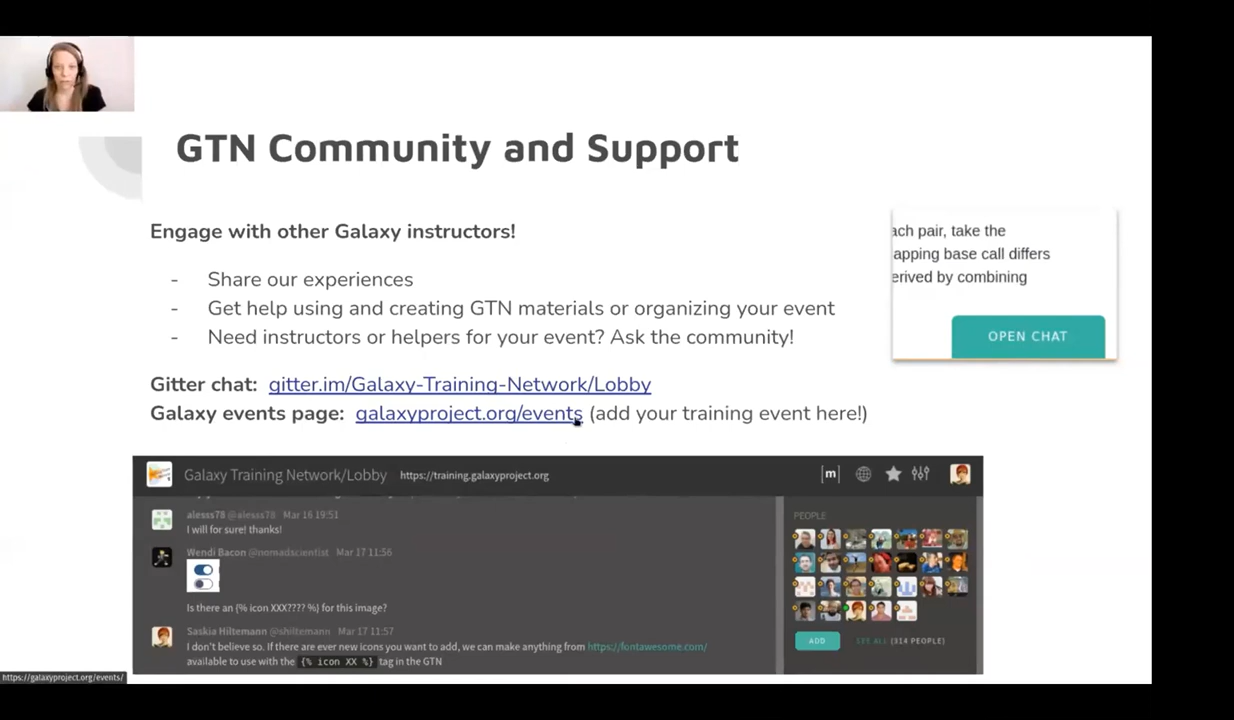 GTN Community and Support
Engage with other Galaxy instructors!
- Share our experiences
- Get help using and creating GTN materials or organizing your event
- Need instructors or helpers for your event? Ask the community!
Gitter chat: gitter.im/Galaxy-Training-Network/Lobby
Galaxy events page: galaxyproject.org/events (add your training event here!)
ach pair, take the
apping base call differs
erived by combining
OPEN CHAT
Galaxy Training Network/Lobby https://training.galaxyproject.org
[m]
alesss78 @alesss78 Mar 16 19:51
I will for sure! thanks!
Wendi Bacon @nomadscientist Mar 17 11:56
Is there an {% icon XXX???? %} for this image?
Saskia Hiltemann @shiltemann Mar 17 11:57
I don't believe so. If there are ever new icons you want to add, we can make anything from https://fontawesome.com/
available to use with the {% icon XX %} tag in the GTN
PEOPLE
ADD SEE ALL (314 PEOPLE)
https://galaxyproject.org/events/